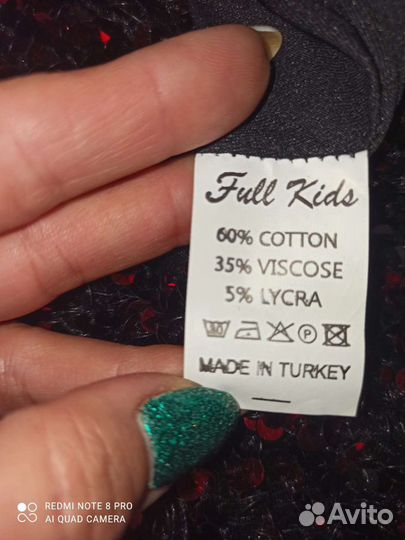 Full Kids
60% COTTON
35% VISCOSE
5% LYCRA
P
MADE IN TURKEY
REDMI NOTE 8 PRO
AI QUAD CAMERA
Avito